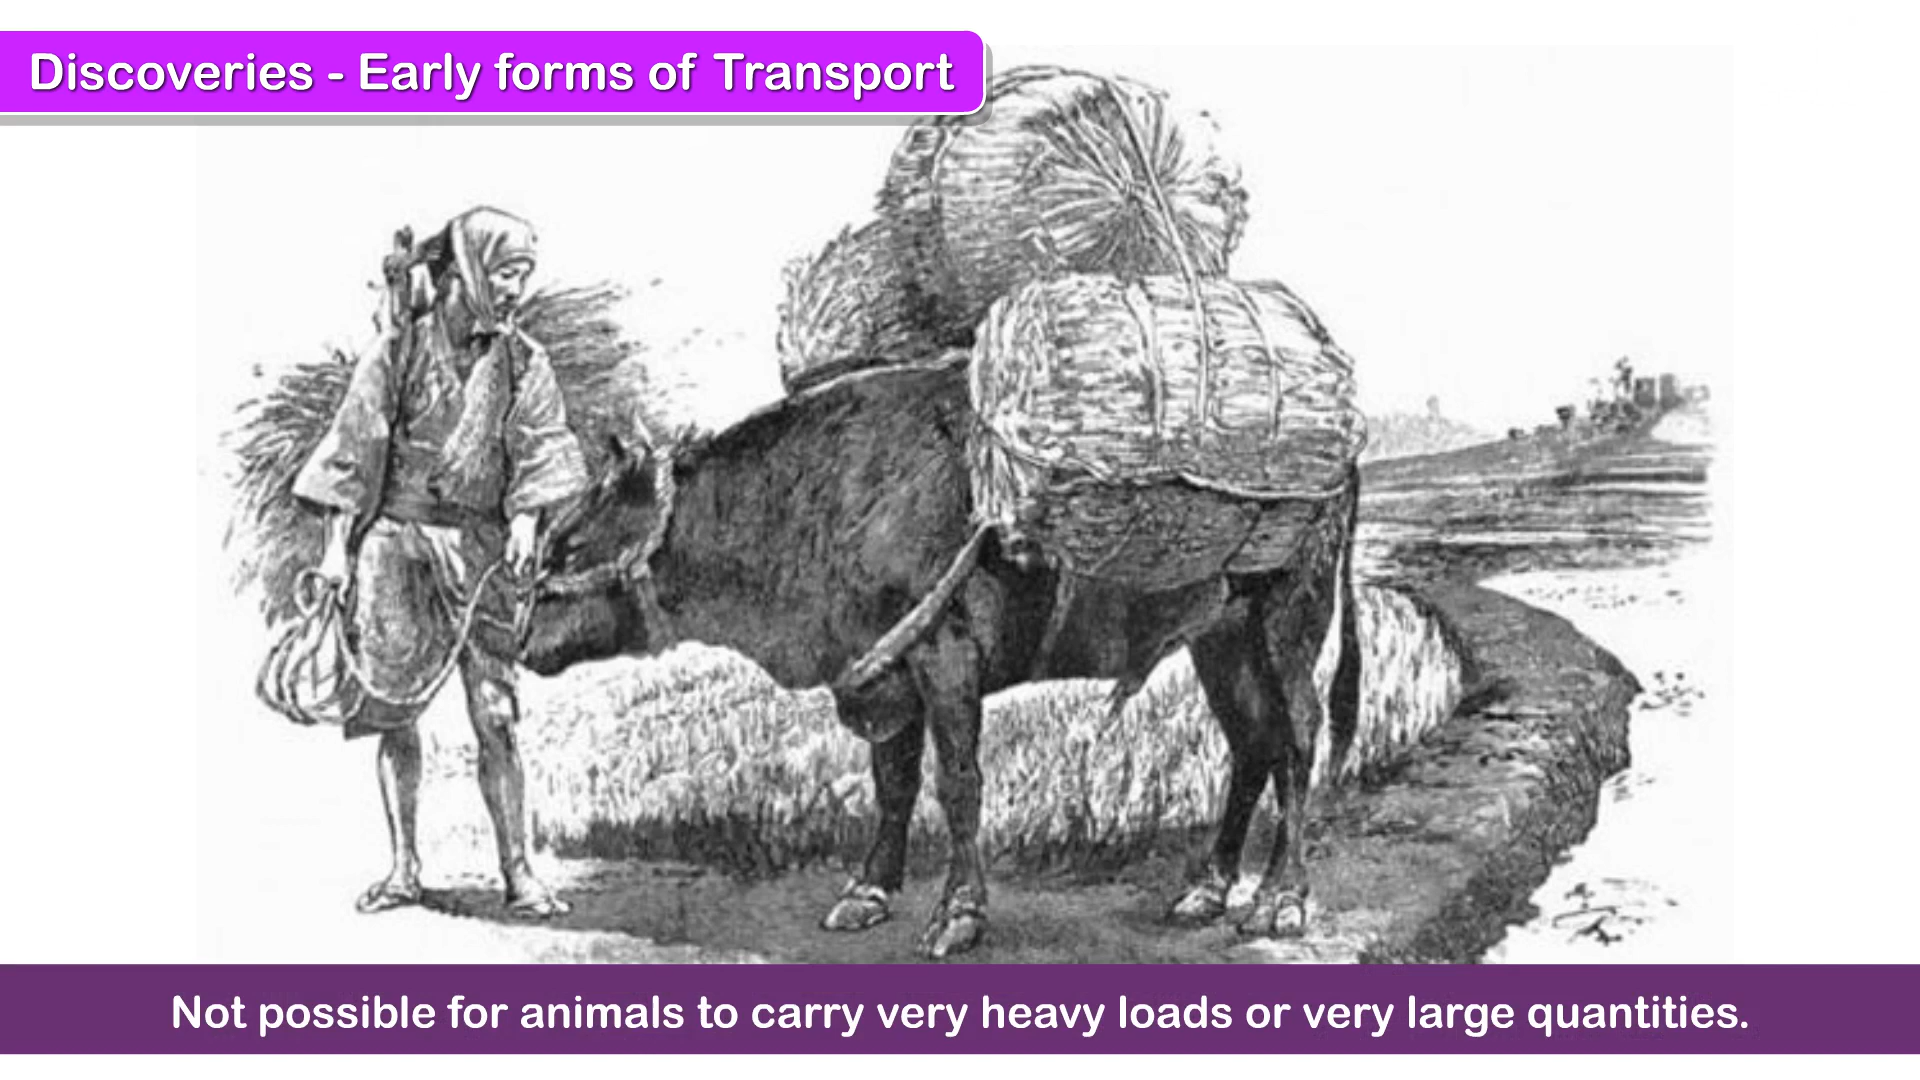 Discoveries - Early forms of Transport
Not possible for animals to carry very heavy loads or very large quantities.